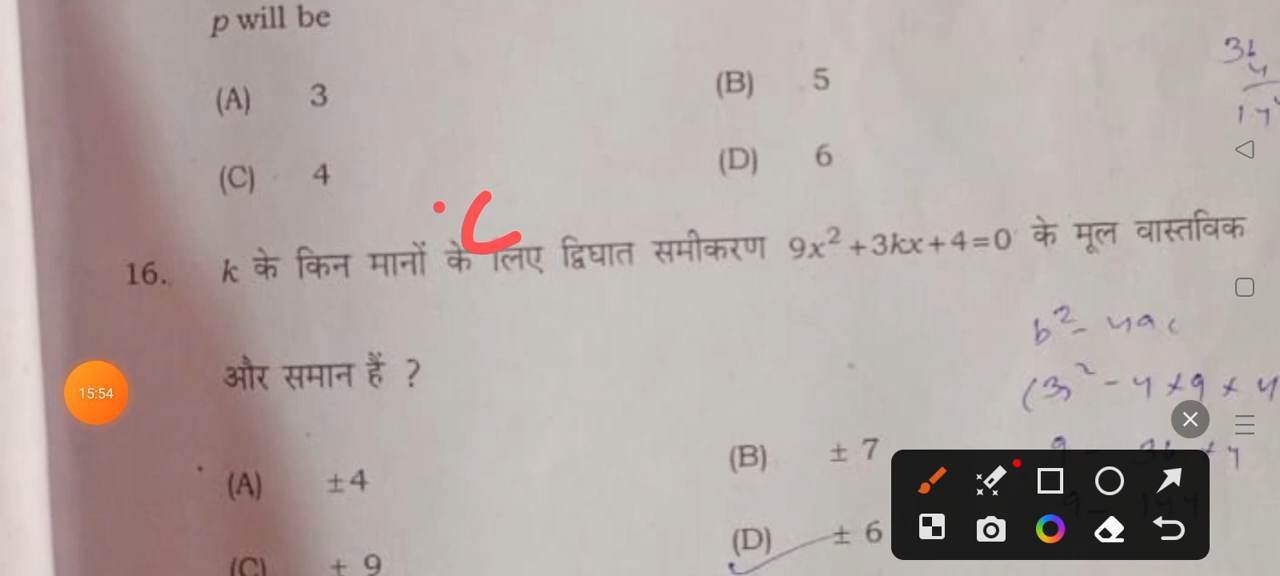 p will be
(A) 3
(B) 5
(C) 4
(D) 6
16. k के किन मानों के लिए द्विघात समीकरण 9x² + 3kx + 4 = 0 के मूल वास्तविक
और समान हैं ?
b² - 4ac
(A) ±4
(B) ± 7
(C) ± 9
(D) ± 6
15:54